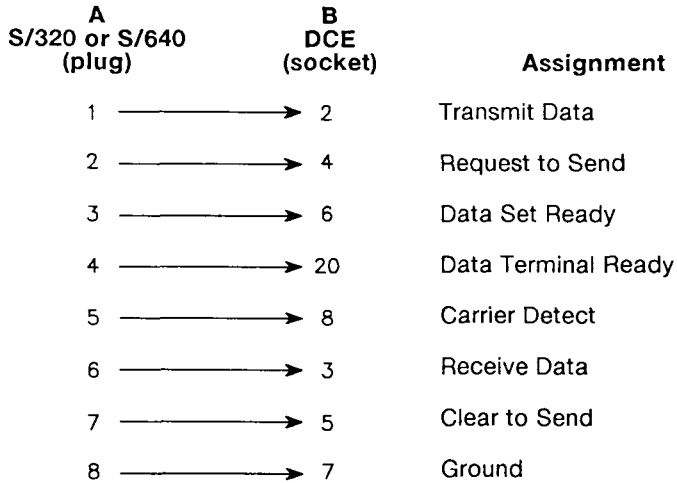 A B
S/320 or S/640 DCE
(plug) (socket) Assignment
1 2 Transmit Data
2 4 Request to Send
3 6 Data Set Ready
4 20 Data Terminal Ready
5 8 Carrier Detect
6 3 Receive Data
7 5 Clear to Send
8 7 Ground